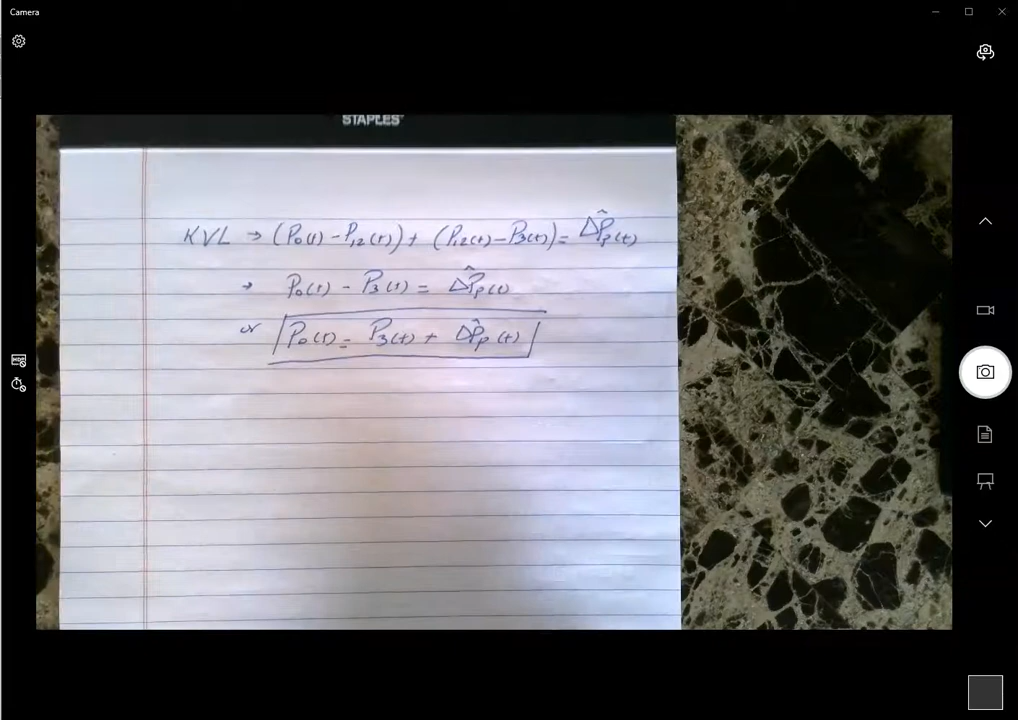 Camera
STAPLES
KVL → (P₀(t) - P₁₂(t)) + (P₁₂(t) - P₃(t)) = ΔP̂ₚ(t)
→ P₀(t) - P₃(t) = ΔP̂ₚ(t)
or P₀(t) = P₃(t) + ΔP̂ₚ(t)